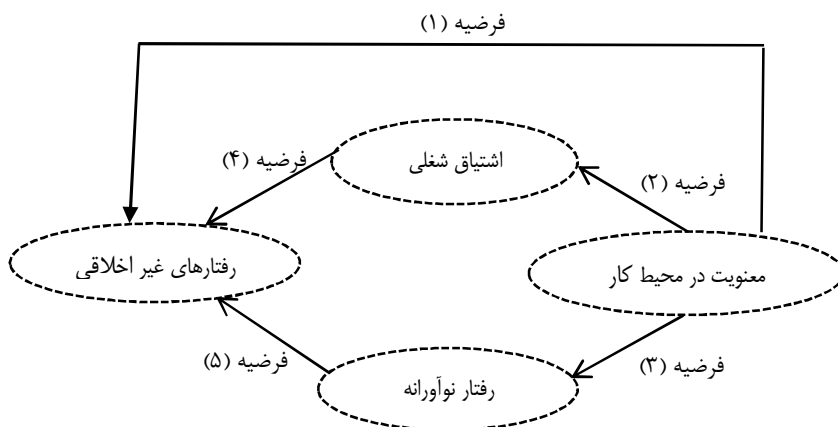 فرضیه (۱)
اشتیاق شغلی
فرضیه (۴)
فرضیه (۲)
معنویت در محیط کار
رفتارهای غیر اخلاقی
فرضیه (۳)
فرضیه (۵)
رفتار نوآورانه